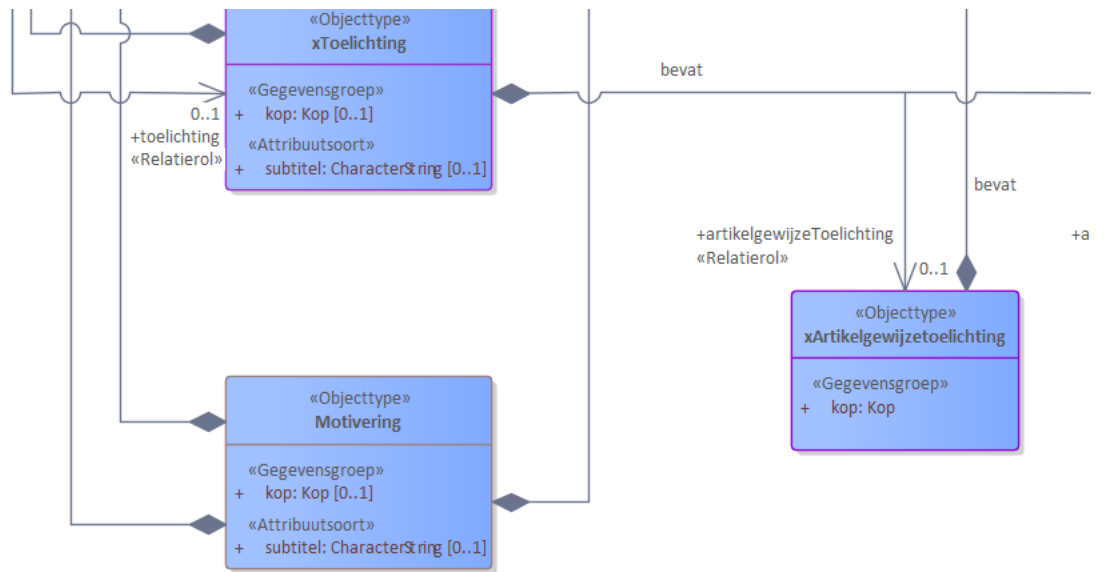 «Objecttype»
xToelichting
«Gegevensgroep»
+ kop: Kop [0..1]
«Attribuutsoort»
+ subtitel: CharacterString [0..1]
0..1
+toelichting
«Relatierol»
bevat
bevat
+artikelgewijzeToelichting
«Relatierol»
0..1
+a
«Objecttype»
xArtikelgewijzetoelichting
«Gegevensgroep»
+ kop: Kop
«Objecttype»
Motivering
«Gegevensgroep»
+ kop: Kop [0..1]
«Attribuutsoort»
+ subtitel: CharacterString [0..1]